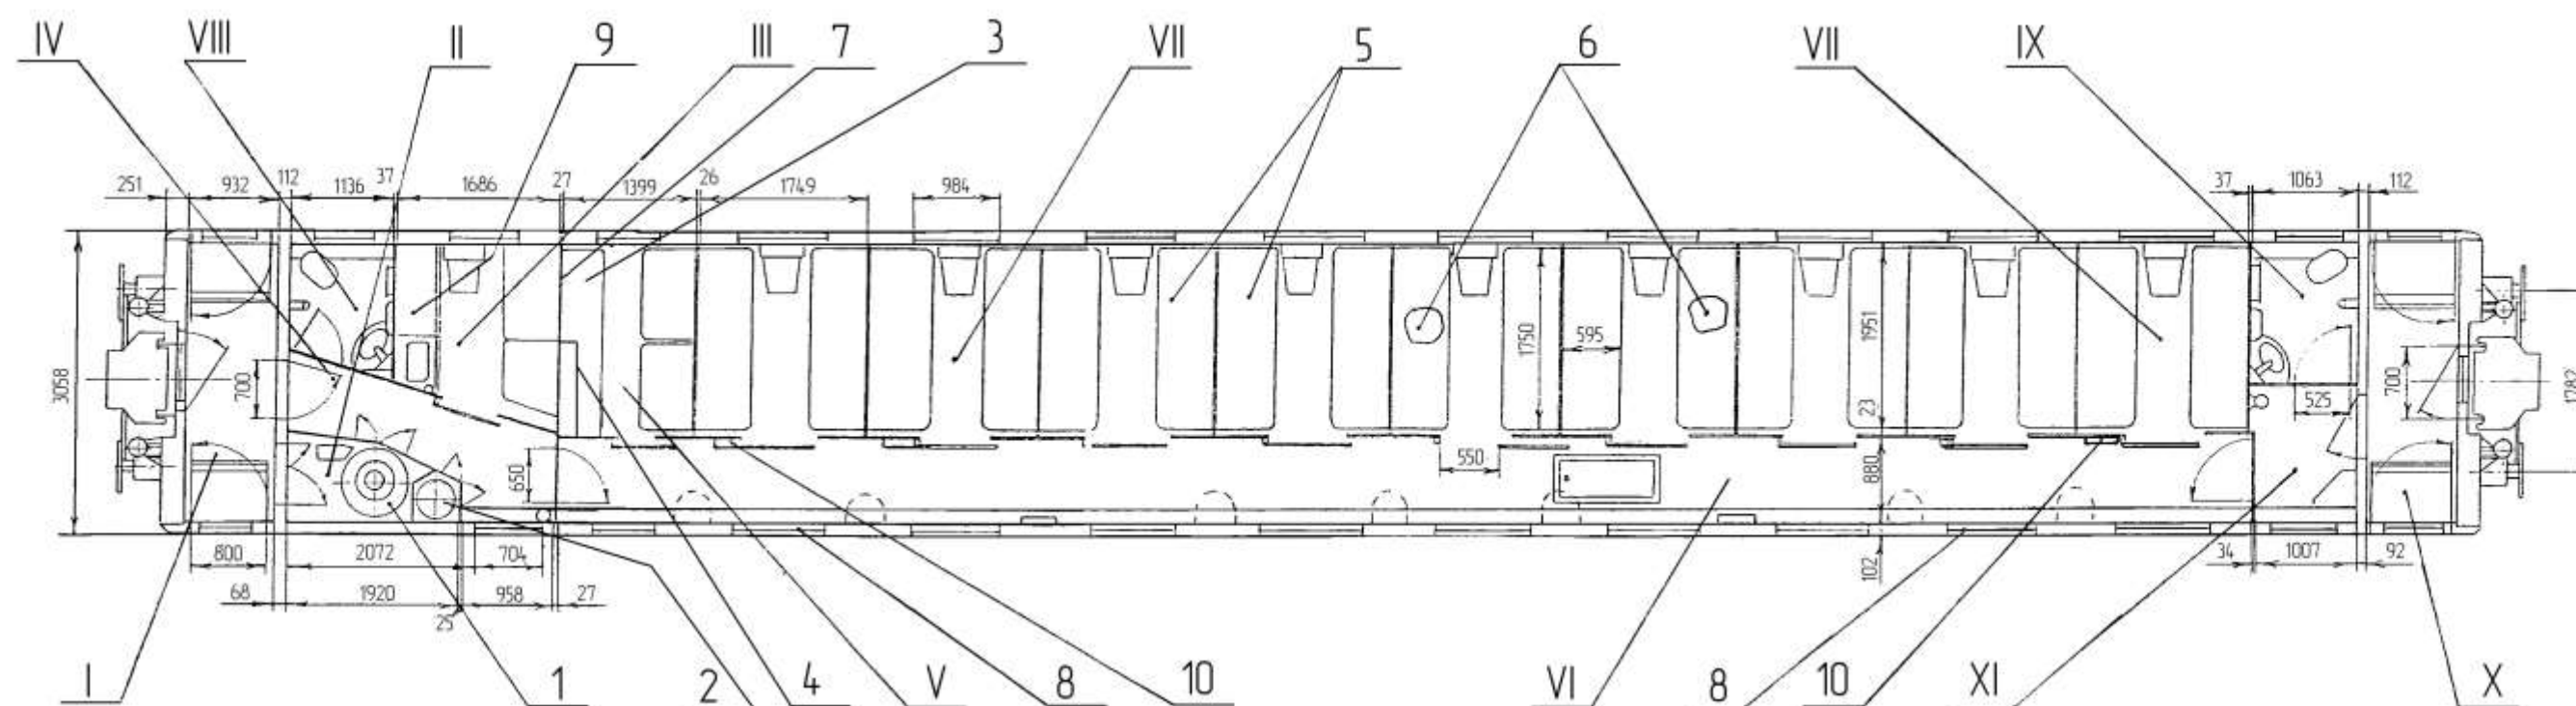 IV VIII II 9 III 7 3 VII 5 6 VII IX
251 932 112 1136 37 1686 27 1399 26 1749 984 37 1063 112
3058 700 650 1750 595 1951 23 880 550 525 700 1782
800 2072 704 102 34 1007 92
68 1920 25 958 27
I 1 2 4 V 8 10 VI 8 10 XI X